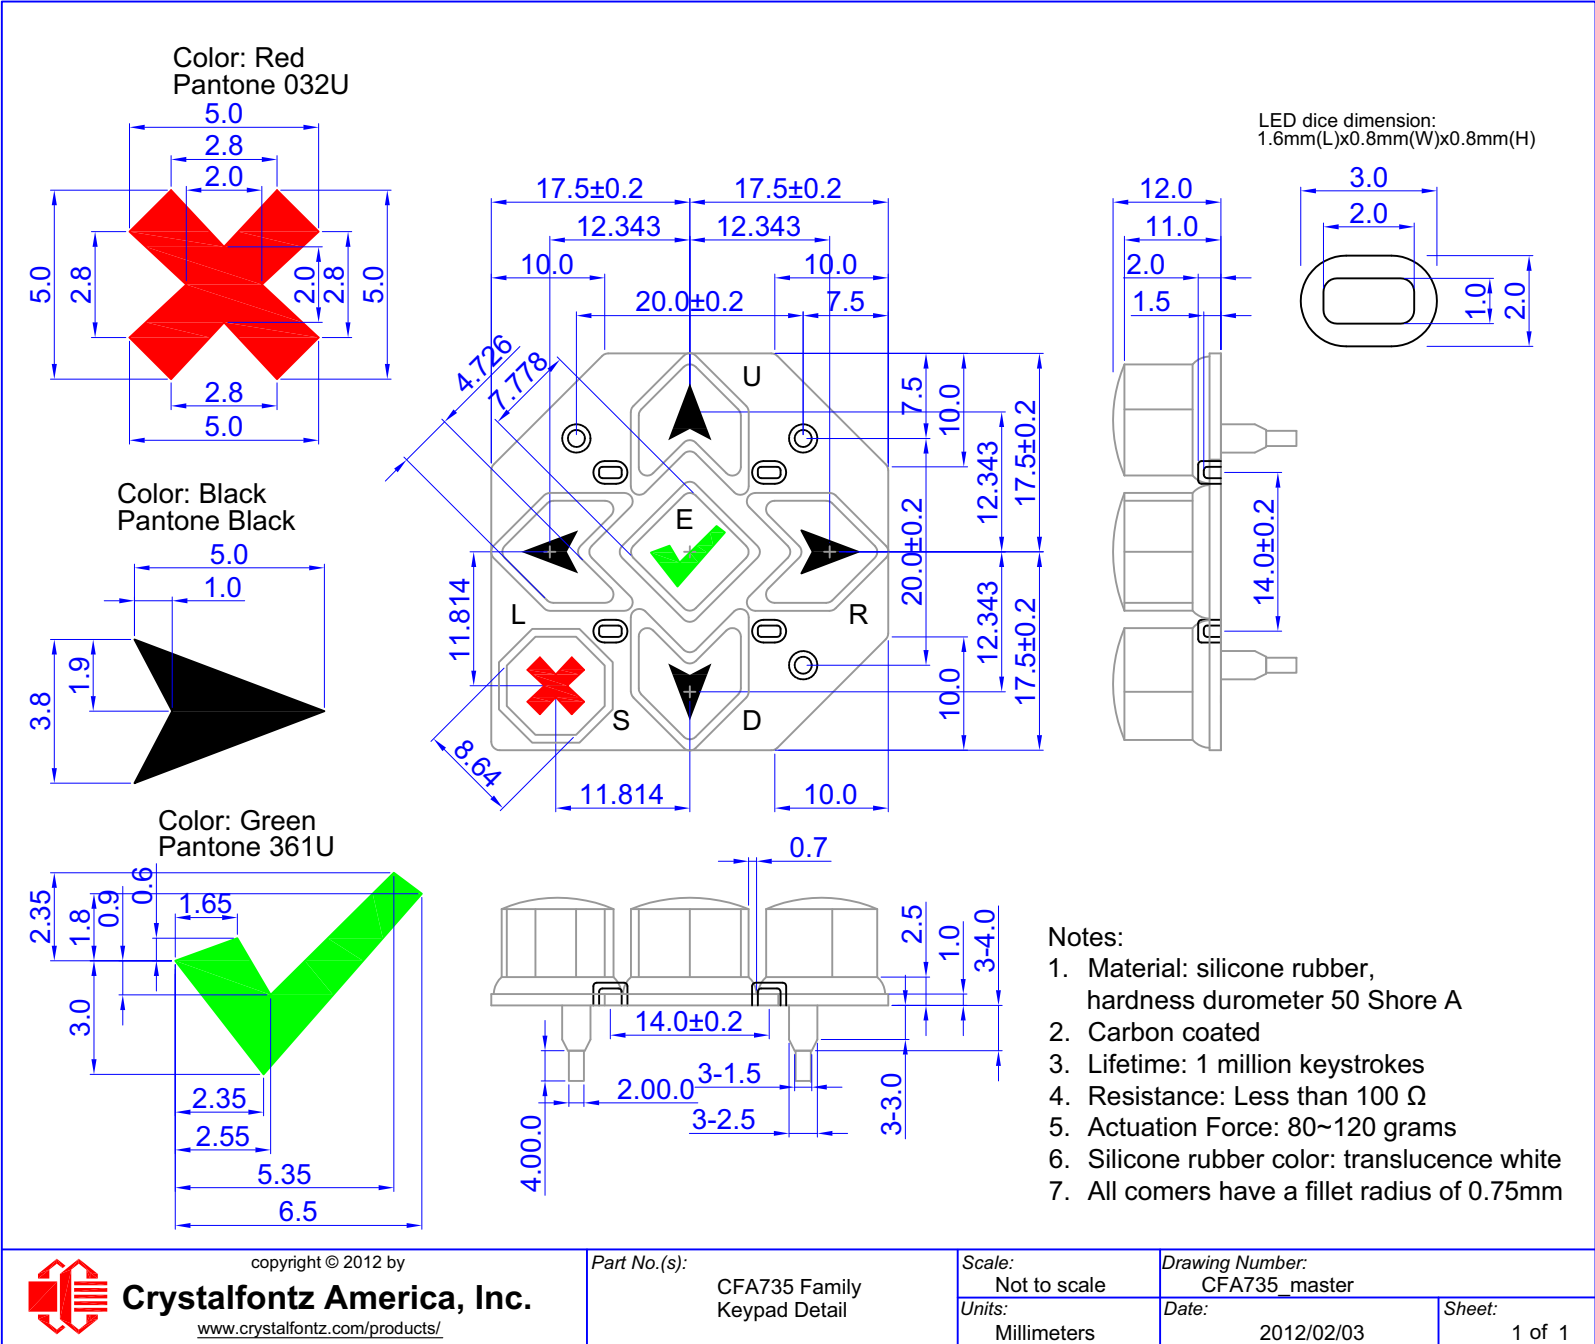 Color: Red
Pantone 032U
5.0
2.8
2.0
5.0
2.8
2.0
2.8
5.0
2.8
5.0
Color: Black
Pantone Black
5.0
1.0
1.9
3.8
Color: Green
Pantone 361U
2.35
1.8
0.9
0.6
1.65
3.0
2.35
2.55
5.35
6.5
17.5±0.2
17.5±0.2
12.343
12.343
10.0
10.0
20.0±0.2
7.5
4.726
7.778
U
E
L
R
S
D
7.5
10.0
12.343
17.5±0.2
20.0±0.2
12.343
10.0
17.5±0.2
11.814
8.64
11.814
10.0
LED dice dimension:
1.6mm(L)x0.8mm(W)x0.8mm(H)
12.0
11.0
2.0
1.5
14.0±0.2
3.0
2.0
1.0
2.0
0.7
2.5
1.0
3-4.0
14.0±0.2
2.00.0
3-1.5
3-2.5
3-3.0
4.00.0
Notes:
1. Material: silicone rubber,
hardness durometer 50 Shore A
2. Carbon coated
3. Lifetime: 1 million keystrokes
4. Resistance: Less than 100 Ω
5. Actuation Force: 80~120 grams
6. Silicone rubber color: translucence white
7. All comers have a fillet radius of 0.75mm
copyright © 2012 by
Crystalfontz America, Inc.
www.crystalfontz.com/products/
Part No.(s):
CFA735 Family
Keypad Detail
Scale:
Not to scale
Drawing Number:
CFA735_master
Units:
Millimeters
Date:
2012/02/03
Sheet:
1 of 1